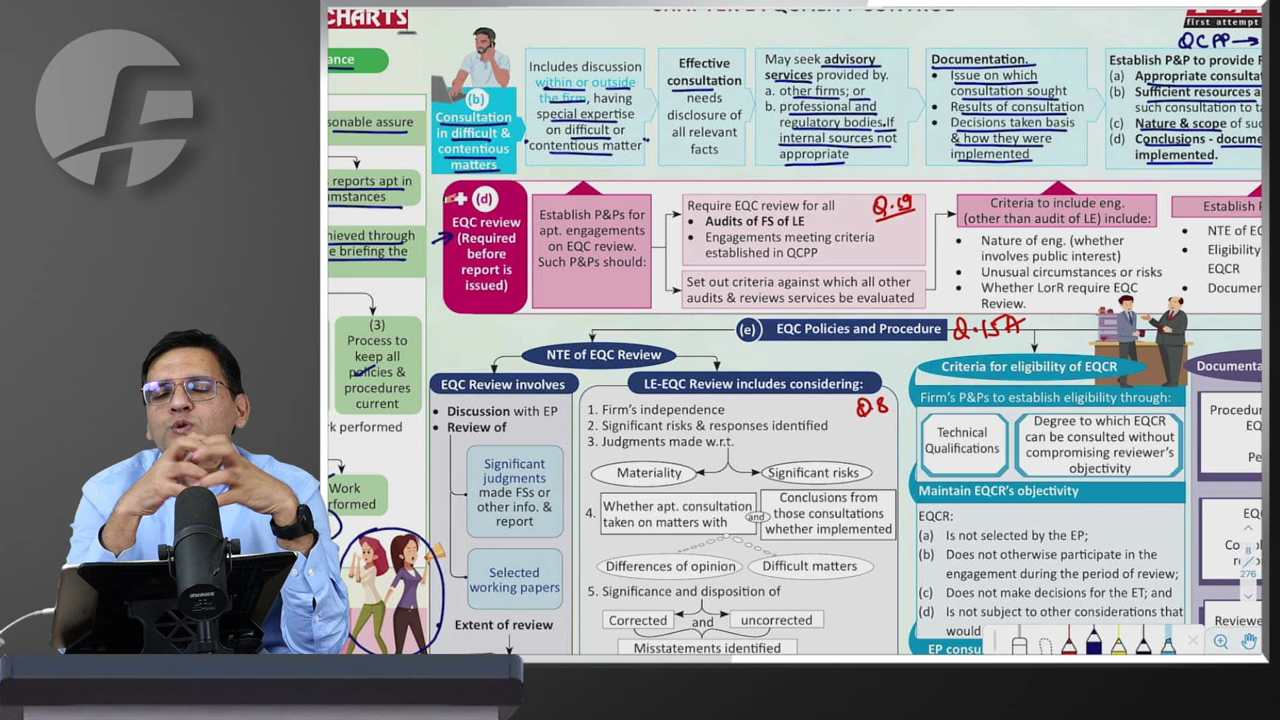 CHARTS
first attempt
QCPP →
ance
sonable assure
reports apt in
mstances
hieved through
e briefing the
(3)
Process to
keep all
policies &
procedures
current
k performed
Work
rformed
(b)
Consultation
in difficult &
contentious
matters
Includes discussion
within or outside
the firm, having
special expertise
on difficult or
contentious matter
Effective
consultation
needs
disclosure of
all relevant
facts
May seek advisory
services provided by.
a. other firms; or
b. professional and
regulatory bodies.If
internal sources not
appropriate
Documentation.
• Issue on which
consultation sought
• Results of consultation
• Decisions taken basis
& how they were
implemented
Establish P&P to provide
(a) Appropriate consulta
(b) Sufficient resources a
such consultation to ta
(c) Nature & scope of suc
(d) Conclusions - docume
implemented.
(d)
EQC review
(Required
before
report is
issued)
Establish P&Ps for
apt. engagements
on EQC review.
Such P&Ps should:
Require EQC review for all
• Audits of FS of LE
• Engagements meeting criteria
established in QCPP
Q.19
Set out criteria against which all other
audits & reviews services be evaluated
Criteria to include eng.
(other than audit of LE) include:
• Nature of eng. (whether
involves public interest)
• Unusual circumstances or risks
• Whether LorR require EQC
Review.
Establish
• NTE of EQ
• Eligibility
EQCR
• Documen
(e) EQC Policies and Procedure
Q.15A
NTE of EQC Review
EQC Review involves
• Discussion with EP
• Review of
Significant
judgments
made FSs or
other info. &
report
Selected
working papers
Extent of review
LE-EQC Review includes considering:
Q8
1. Firm's independence
2. Significant risks & responses identified
3. Judgments made w.r.t.
Materiality
Significant risks
4.
Whether apt. consultation
taken on matters with
and
Conclusions from
those consultations
whether implemented
Differences of opinion
Difficult matters
5. Significance and disposition of
Corrected
and
uncorrected
Misstatements identified
Criteria for eligibility of EQCR
Firm's P&Ps to establish eligibility through:
Technical
Qualifications
Degree to which EQCR
can be consulted without
compromising reviewer's
objectivity
Maintain EQCR's objectivity
EQCR:
(a) Is not selected by the EP;
(b) Does not otherwise participate in the
engagement during the period of review;
(c) Does not make decisions for the ET; and
(d) Is not subject to other considerations that
would
EP consu
Documenta
Procedur
EQ
Pe
EQ
Reviewe
8
276